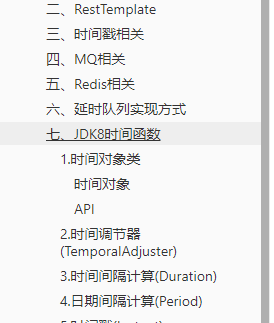 二、RestTemplate
三、时间戳相关
四、MQ相关
五、Redis相关
六、延时队列实现方式
七、JDK8时间函数
1.时间对象类
时间对象
API
2.时间调节器
(TemporalAdjuster)
3.时间间隔计算(Duration)
4.日期间隔计算(Period)